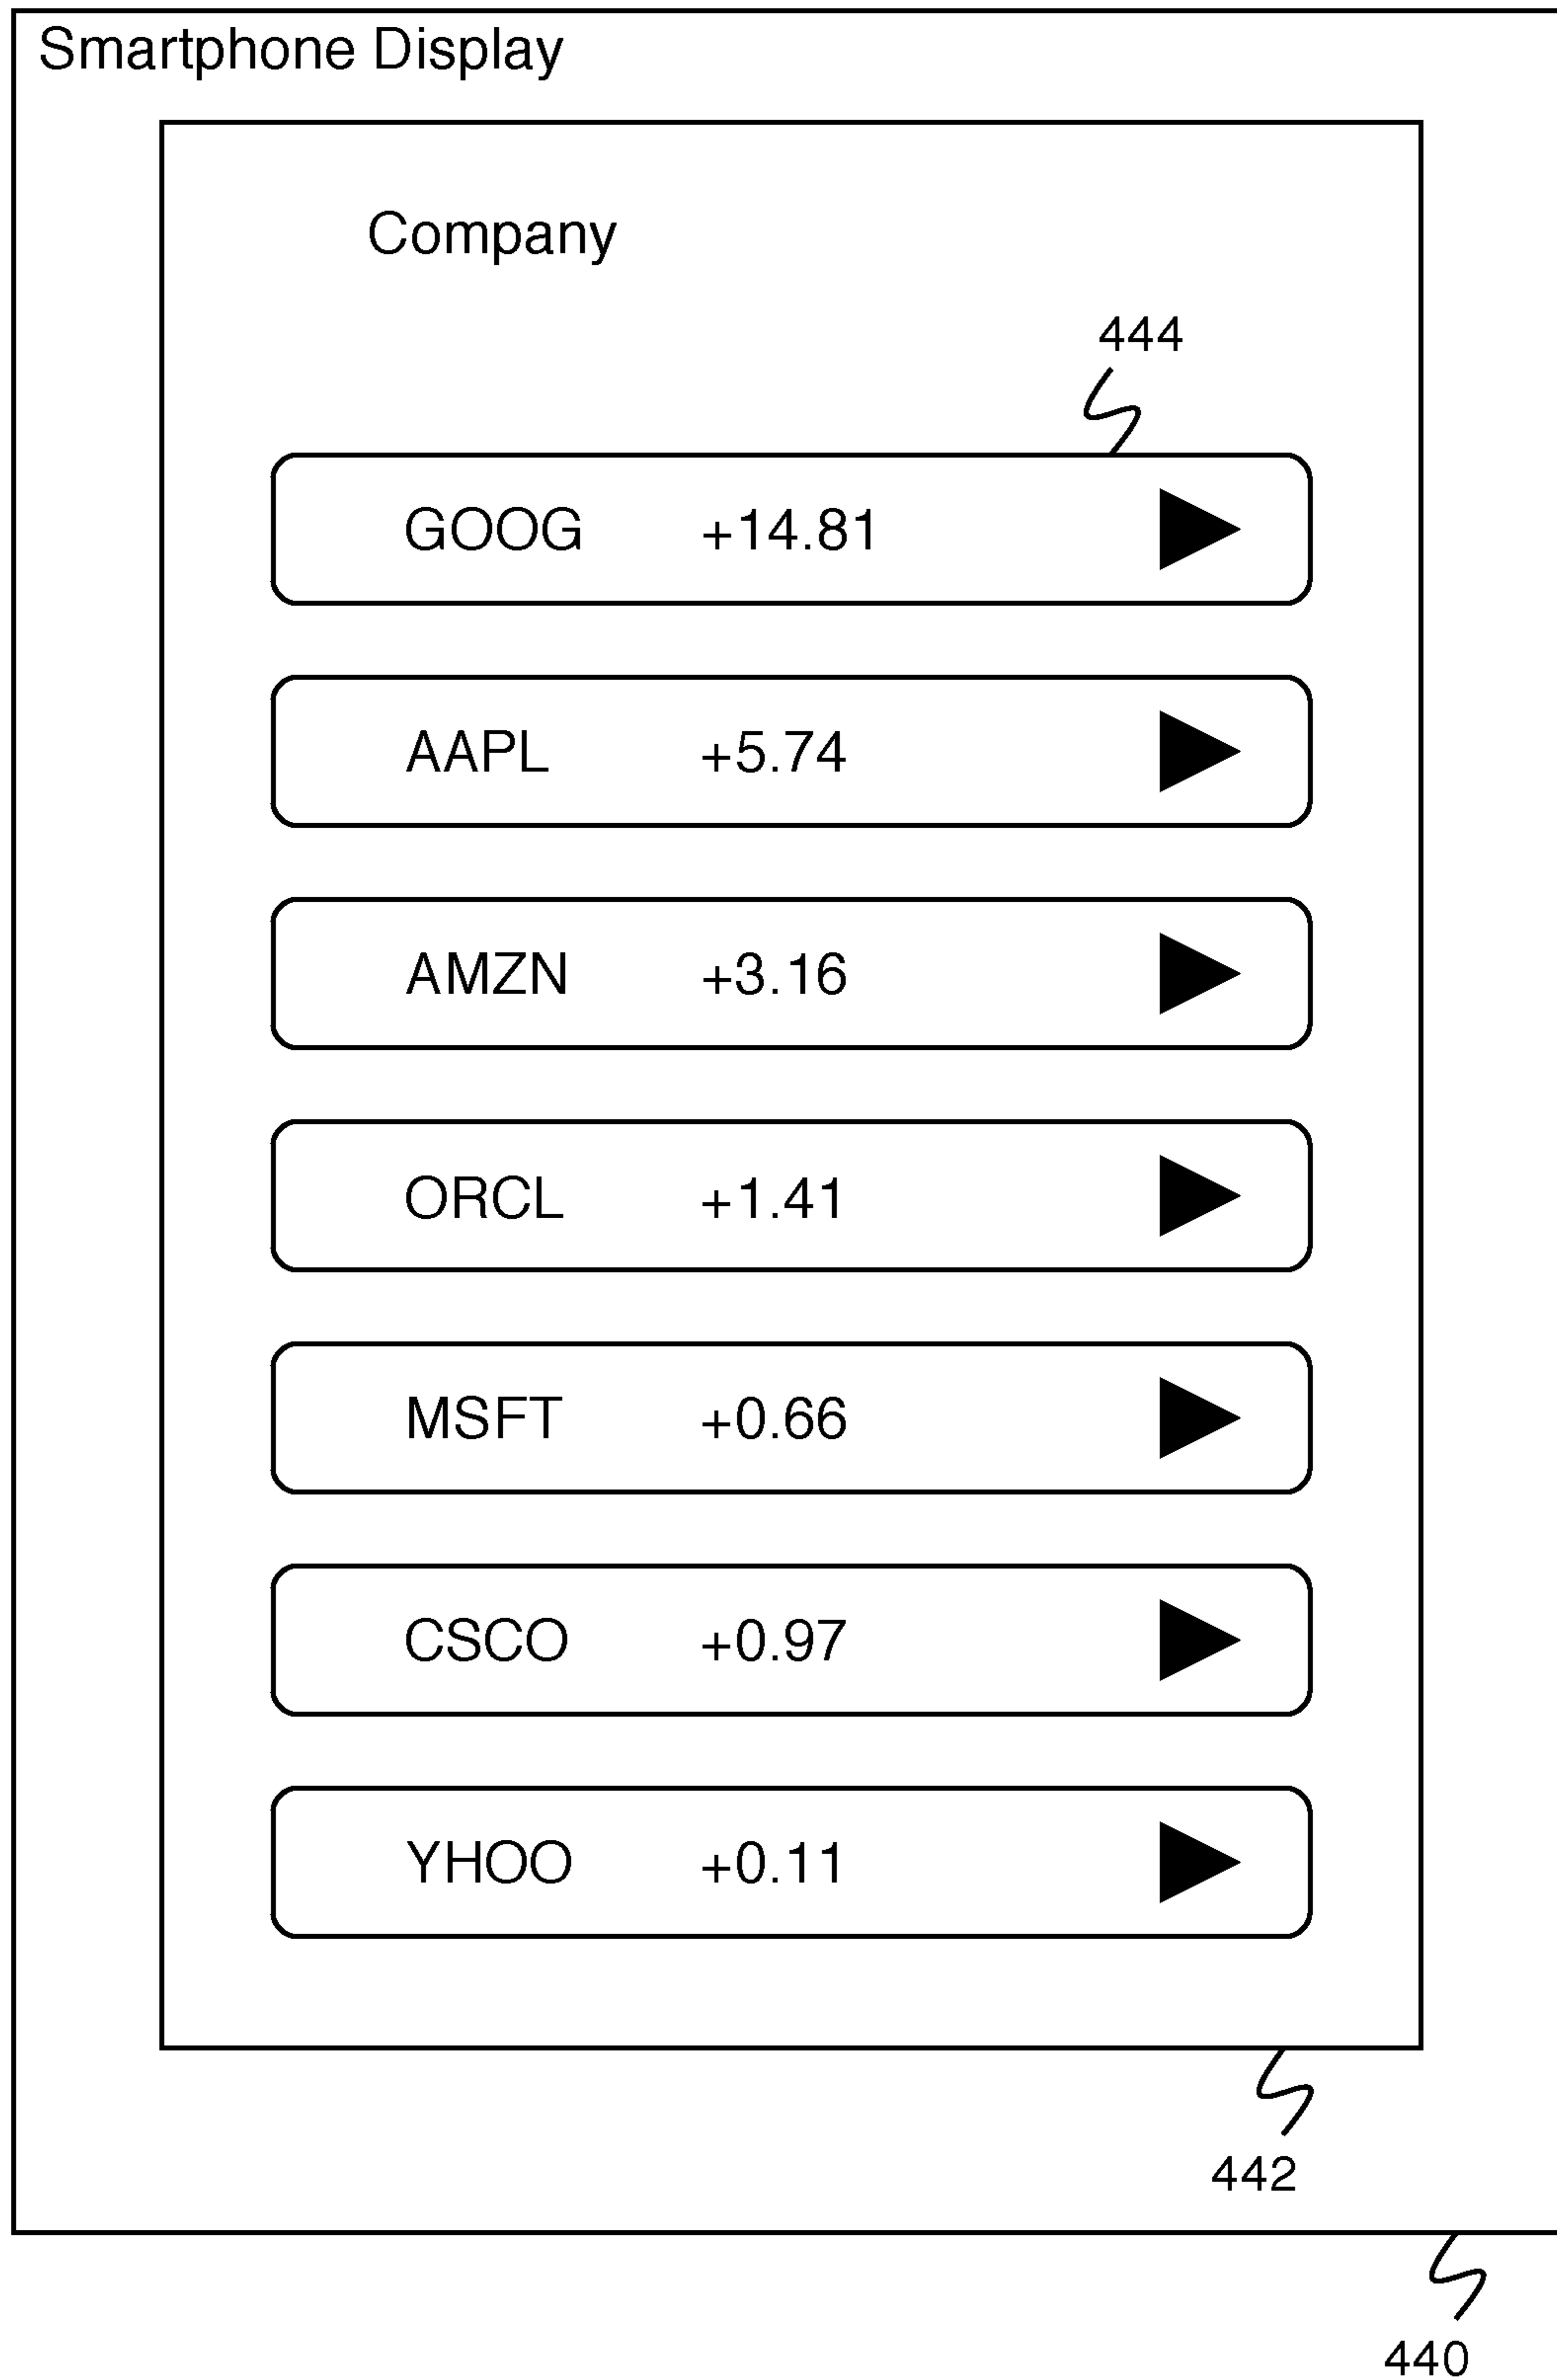 Smartphone Display
Company
444
GOOG +14.81
AAPL +5.74
AMZN +3.16
ORCL +1.41
MSFT +0.66
CSCO +0.97
YHOO +0.11
442
440